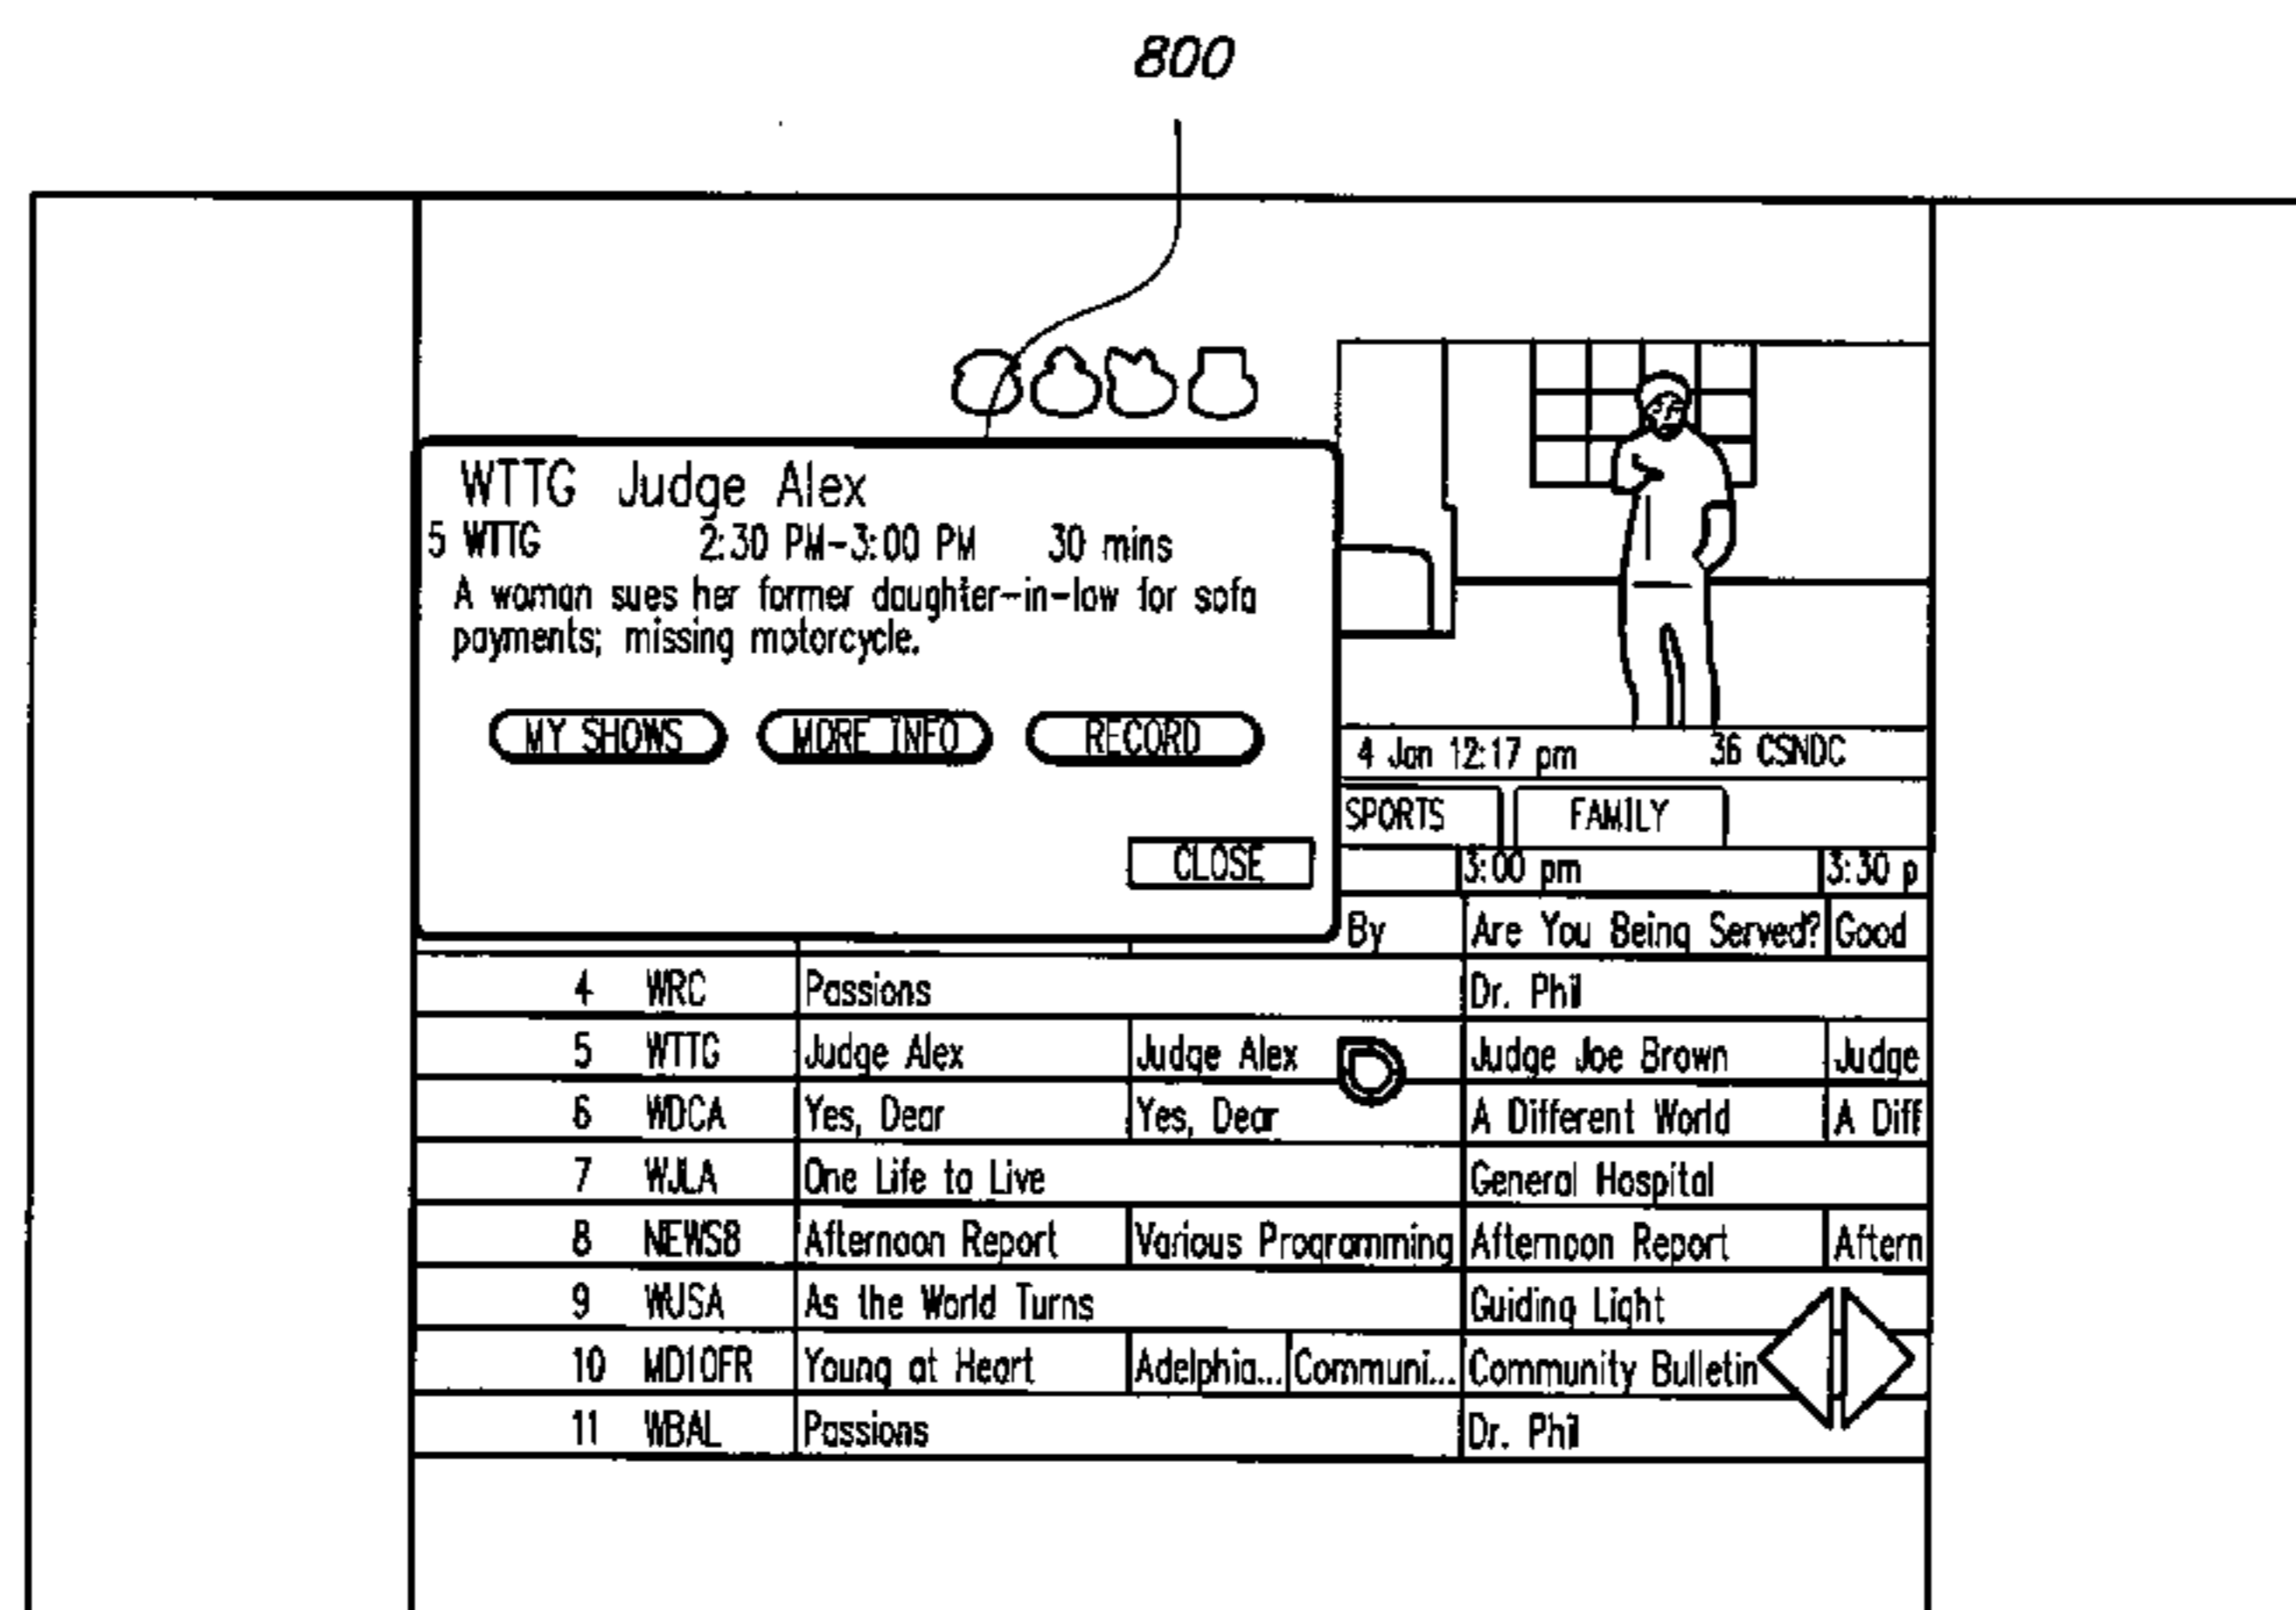 800
WTTG Judge Alex
5 WTTG 2:30 PM-3:00 PM 30 mins
A woman sues her former daughter-in-law for sofa
payments; missing motorcycle.
MY SHOWS MORE INFO RECORD
CLOSE
4 Jan 12:17 pm 36 CSNDC
SPORTS FAMILY
3:00 pm 3:30 p
By Are You Being Served? Good
4 WRC Passions Dr. Phil
5 WTTG Judge Alex Judge Alex Judge Joe Brown Judge
6 WDCA Yes, Dear Yes, Dear A Different World A Diff
7 WJLA One Life to Live General Hospital
8 NEWS8 Afternoon Report Various Programming Afternoon Report Aftern
9 WUSA As the World Turns Guiding Light
10 MD10FR Young at Heart Adelphia... Communi... Community Bulletin
11 WBAL Passions Dr. Phil